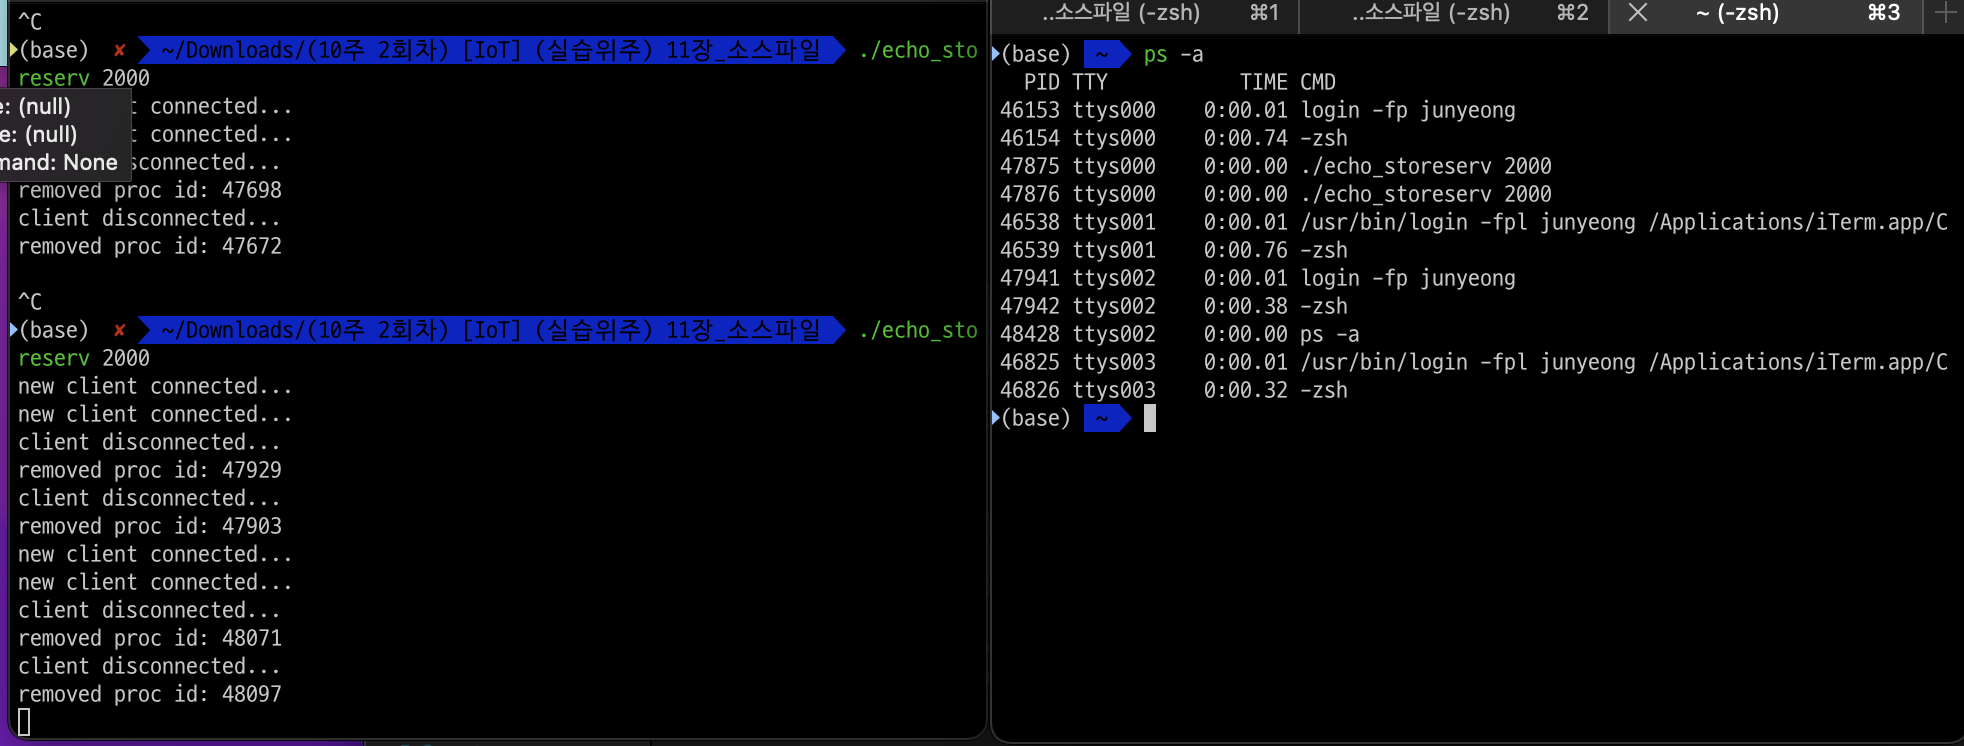 ^C
(base) ✘ ~/Downloads/(10주 2회차) [IoT] (실습위주) 11장_소스파일 ./echo_sto
reserv 2000
t connected...
t connected...
sconnected...
e: (null)
e: (null)
mand: None
removed proc id: 47698
client disconnected...
removed proc id: 47672
^C
(base) ✘ ~/Downloads/(10주 2회차) [IoT] (실습위주) 11장_소스파일 ./echo_sto
reserv 2000
new client connected...
new client connected...
client disconnected...
removed proc id: 47929
client disconnected...
removed proc id: 47903
new client connected...
new client connected...
client disconnected...
removed proc id: 48071
client disconnected...
removed proc id: 48097
..소스파일 (-zsh) ⌘1 ..소스파일 (-zsh) ⌘2 ~ (-zsh) ⌘3
(base) ~ ps -a
PID TTY TIME CMD
46153 ttys000 0:00.01 login -fp junyeong
46154 ttys000 0:00.74 -zsh
47875 ttys000 0:00.00 ./echo_storeserv 2000
47876 ttys000 0:00.00 ./echo_storeserv 2000
46538 ttys001 0:00.01 /usr/bin/login -fpl junyeong /Applications/iTerm.app/C
46539 ttys001 0:00.76 -zsh
47941 ttys002 0:00.01 login -fp junyeong
47942 ttys002 0:00.38 -zsh
48428 ttys002 0:00.00 ps -a
46825 ttys003 0:00.01 /usr/bin/login -fpl junyeong /Applications/iTerm.app/C
46826 ttys003 0:00.32 -zsh
(base) ~